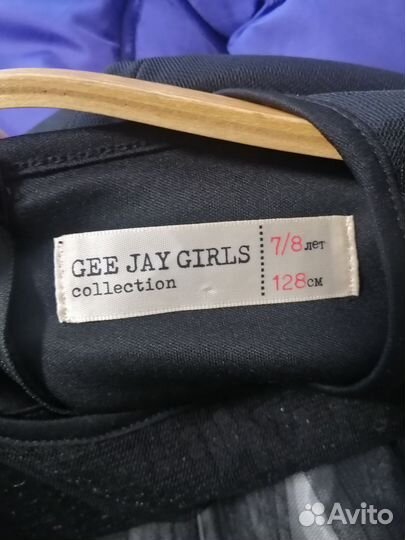 GEE JAY GIRLS
collection
7/8 лет
128 см
Avito